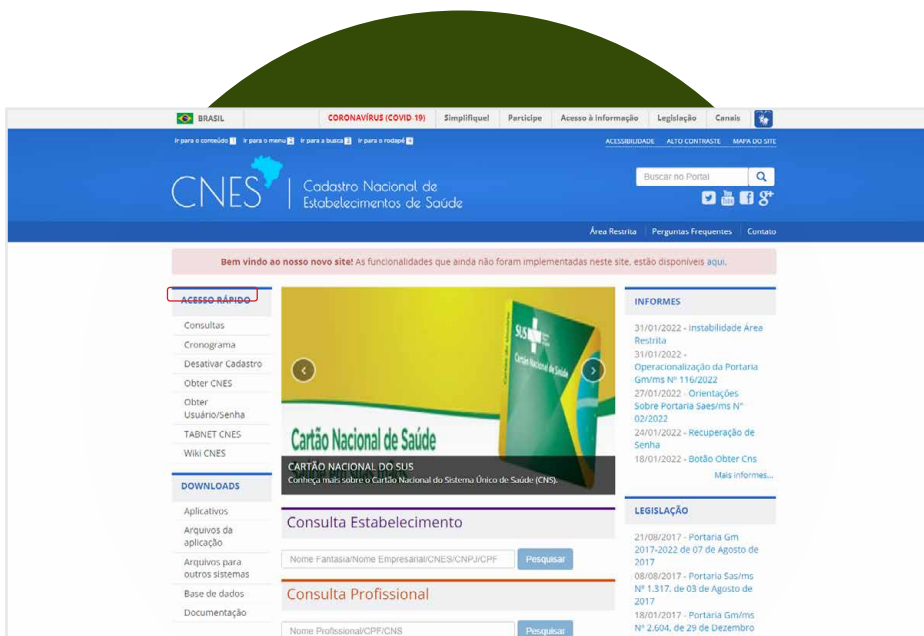 BRASIL
CORONAVÍRUS (COVID-19)
Simplifique!
Participe
Acesso à informação
Legislação
Canais
Ir para o conteúdo 1 Ir para o menu 2 Ir para a busca 3 Ir para o rodapé 4
ACESSIBILIDADE ALTO CONTRASTE MAPA DO SITE
CNES
Cadastro Nacional de
Estabelecimentos de Saúde
Buscar no Portal
Área Restrita
Perguntas Frequentes
Contato
Bem vindo ao nosso novo site! As funcionalidades que ainda não foram implementadas neste site, estão disponíveis aqui.
ACESSO RÁPIDO
Consultas
Cronograma
Desativar Cadastro
Obter CNES
Obter
Usuário/Senha
TABNET CNES
Wiki CNES
DOWNLOADS
Aplicativos
Arquivos da
aplicação
Arquivos para
outros sistemas
Base de dados
Documentação
SUS
Cartão Nacional de Saúde
Cartão Nacional de Saúde
CARTÃO NACIONAL DO SUS
Conheça mais sobre o Cartão Nacional do Sistema Único de Saúde (CNS).
Consulta Estabelecimento
Nome Fantasia/Nome Empresarial/CNES/CNPJ/CPF
Pesquisar
Consulta Profissional
Nome Profissional/CPF/CNS
Pesquisar
INFORMES
31/01/2022 - Instabilidade Área
Restrita
31/01/2022 -
Operacionalização da Portaria
Gm/ms Nº 116/2022
27/01/2022 - Orientações
Sobre Portaria Saes/ms Nº
02/2022
24/01/2022 - Recuperação de
Senha
18/01/2022 - Botão Obter Cns
Mais informes...
LEGISLAÇÃO
21/08/2017 - Portaria Gm
2017-2022 de 07 de Agosto de
2017
08/08/2017 - Portaria Sas/ms
Nº 1.317, de 03 de Agosto de
2017
18/01/2017 - Portaria Gm/ms
Nº 2.604, de 29 de Dezembro